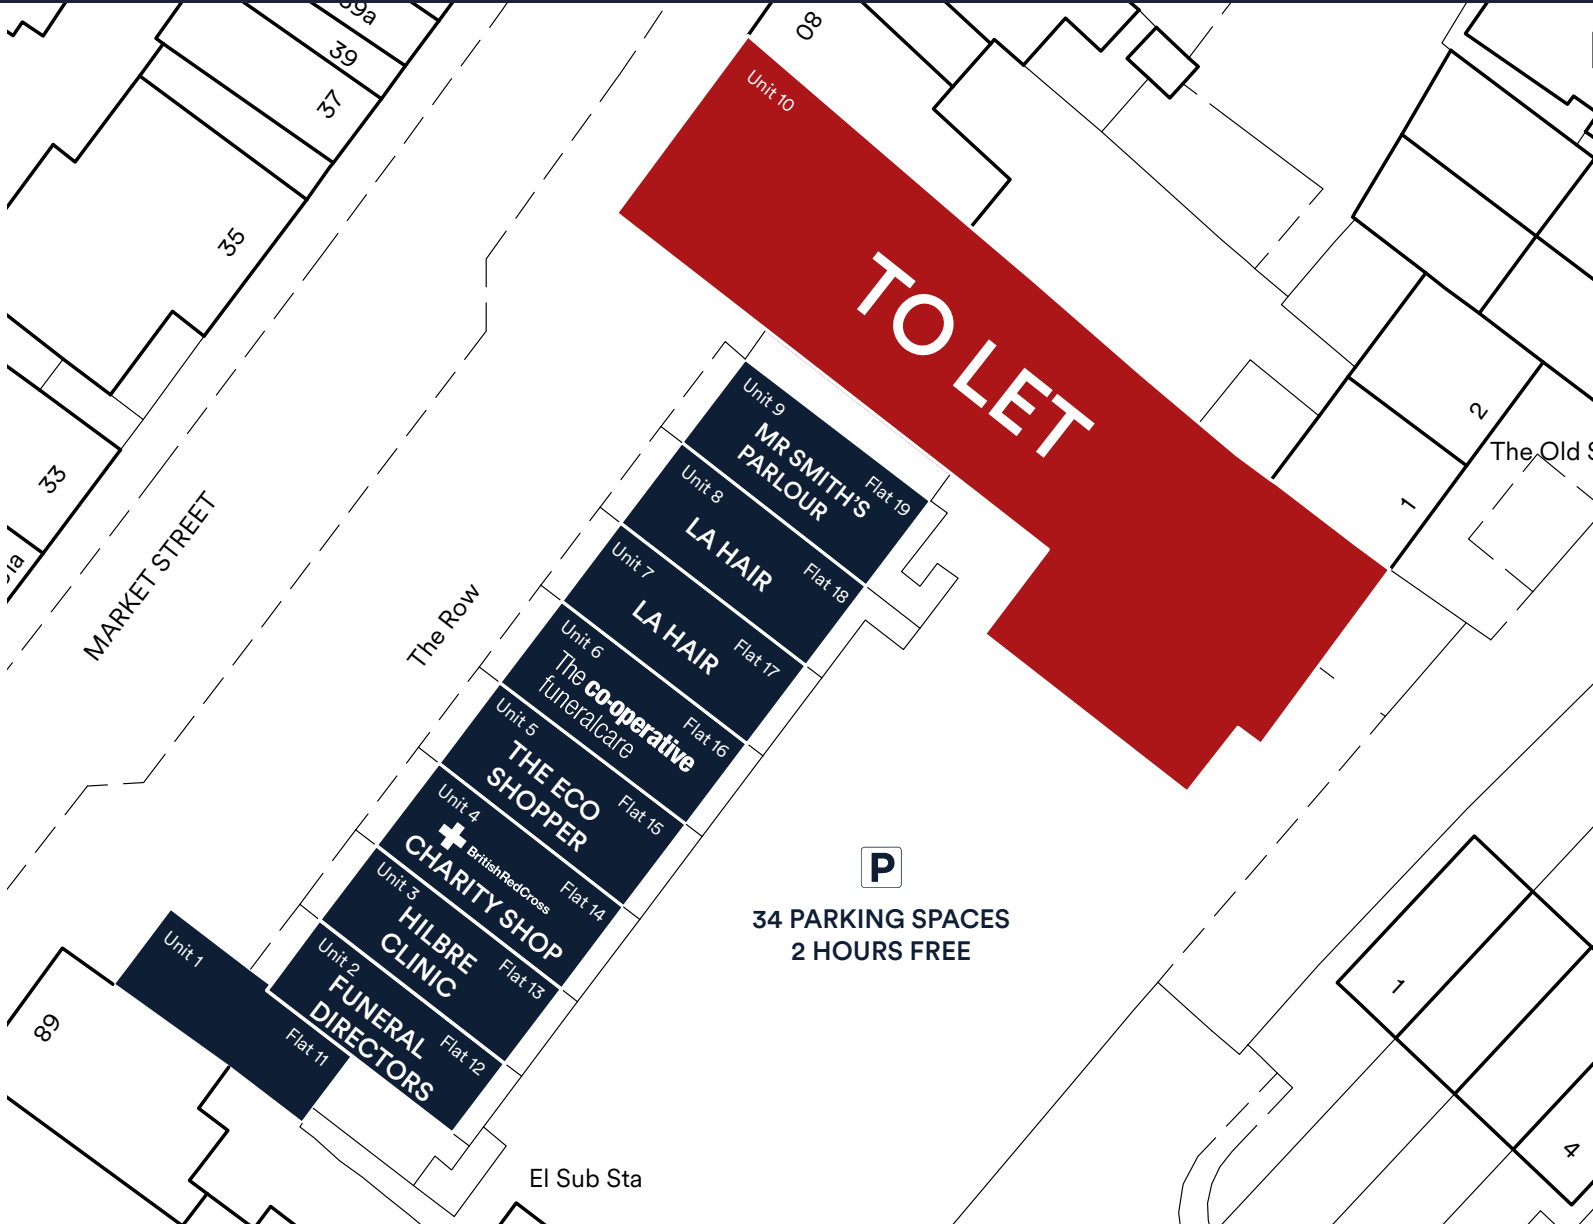 39a
39
37
35
33
MARKET STREET
The Row
80
Unit 10
TO LET
2
1
The Old S
Unit 9
MR SMITH'S
PARLOUR
Flat 19
Unit 8
LA HAIR
Flat 18
Unit 7
LA HAIR
Flat 17
Unit 6
The co-operative
funeralcare
Flat 16
Unit 5
THE ECO
SHOPPER
Flat 15
Unit 4
BritishRedCross
CHARITY SHOP
Flat 14
Unit 3
HILBRE
CLINIC
Flat 13
Unit 2
FUNERAL
DIRECTORS
Flat 12
Unit 1
Flat 11
P
34 PARKING SPACES
2 HOURS FREE
68
El Sub Sta
1
4